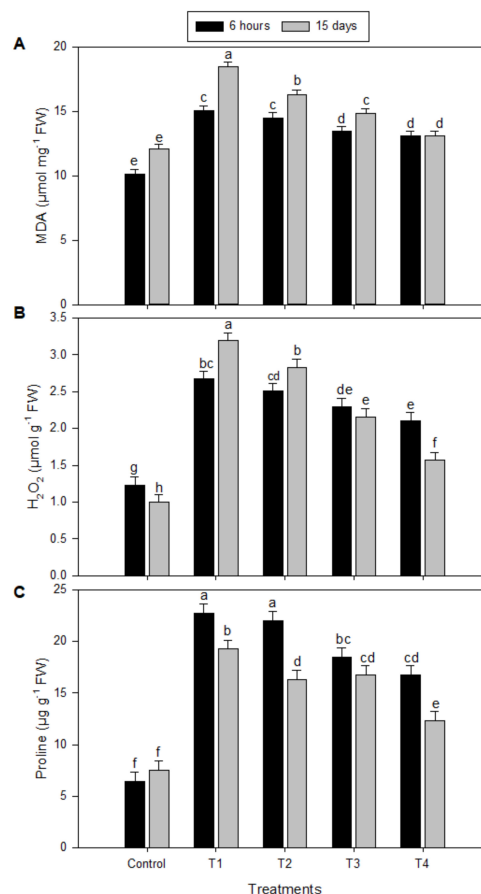 6 hours 15 days
A
20
15
10
5
0
MDA (µmol mg⁻¹ FW)
e e c a c b d c d d
B
3.5
3.0
2.5
2.0
1.5
1.0
0.5
0.0
H₂O₂ (µmol g⁻¹ FW)
g h bc a cd b de e e f
C
25
20
15
10
5
0
Proline (µg g⁻¹ FW)
f f a b a d bc cd cd e
Control T1 T2 T3 T4
Treatments